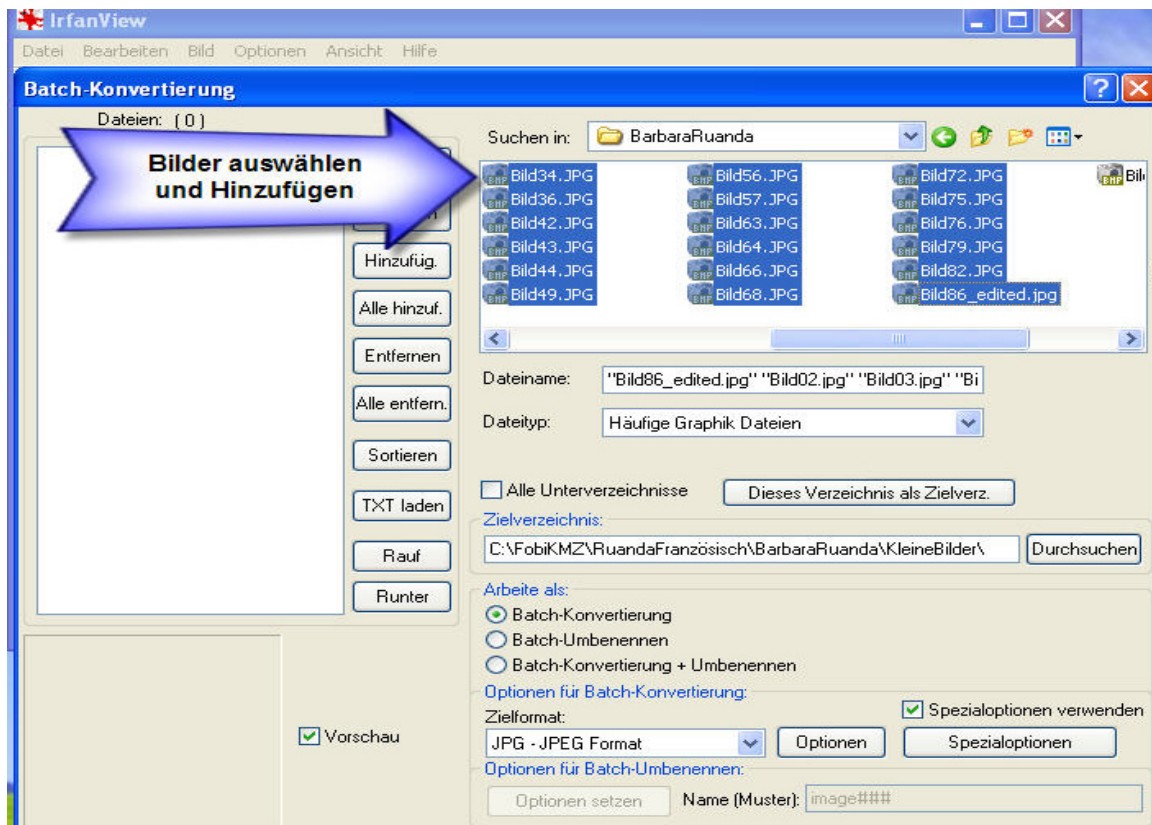 IrfanView
Datei Bearbeiten Bild Optionen Ansicht Hilfe
Batch-Konvertierung
Dateien: ( 0 )
Bilder auswählen
und Hinzufügen
Hinzufüg.
Alle hinzuf.
Entfernen
Alle entfern.
Sortieren
TXT laden
Rauf
Runter
Vorschau
Suchen in: BarbaraRuanda
Bild34.JPG Bild56.JPG Bild72.JPG
Bild36.JPG Bild57.JPG Bild75.JPG
Bild42.JPG Bild63.JPG Bild76.JPG
Bild43.JPG Bild64.JPG Bild79.JPG
Bild44.JPG Bild66.JPG Bild82.JPG
Bild49.JPG Bild68.JPG Bild86_edited.jpg
Dateiname: "Bild86_edited.jpg" "Bild02.jpg" "Bild03.jpg" "Bi
Dateityp: Häufige Graphik Dateien
Alle Unterverzeichnisse Dieses Verzeichnis als Zielverz.
Zielverzeichnis:
C:\FobiKMZ\RuandaFranzösisch\BarbaraRuanda\KleineBilder\ Durchsuchen
Arbeite als:
Batch-Konvertierung
Batch-Umbenennen
Batch-Konvertierung + Umbenennen
Optionen für Batch-Konvertierung:
Spezialoptionen verwenden
Zielformat:
JPG - JPEG Format Optionen Spezialoptionen
Optionen für Batch-Umbenennen:
Optionen setzen Name (Muster): image###